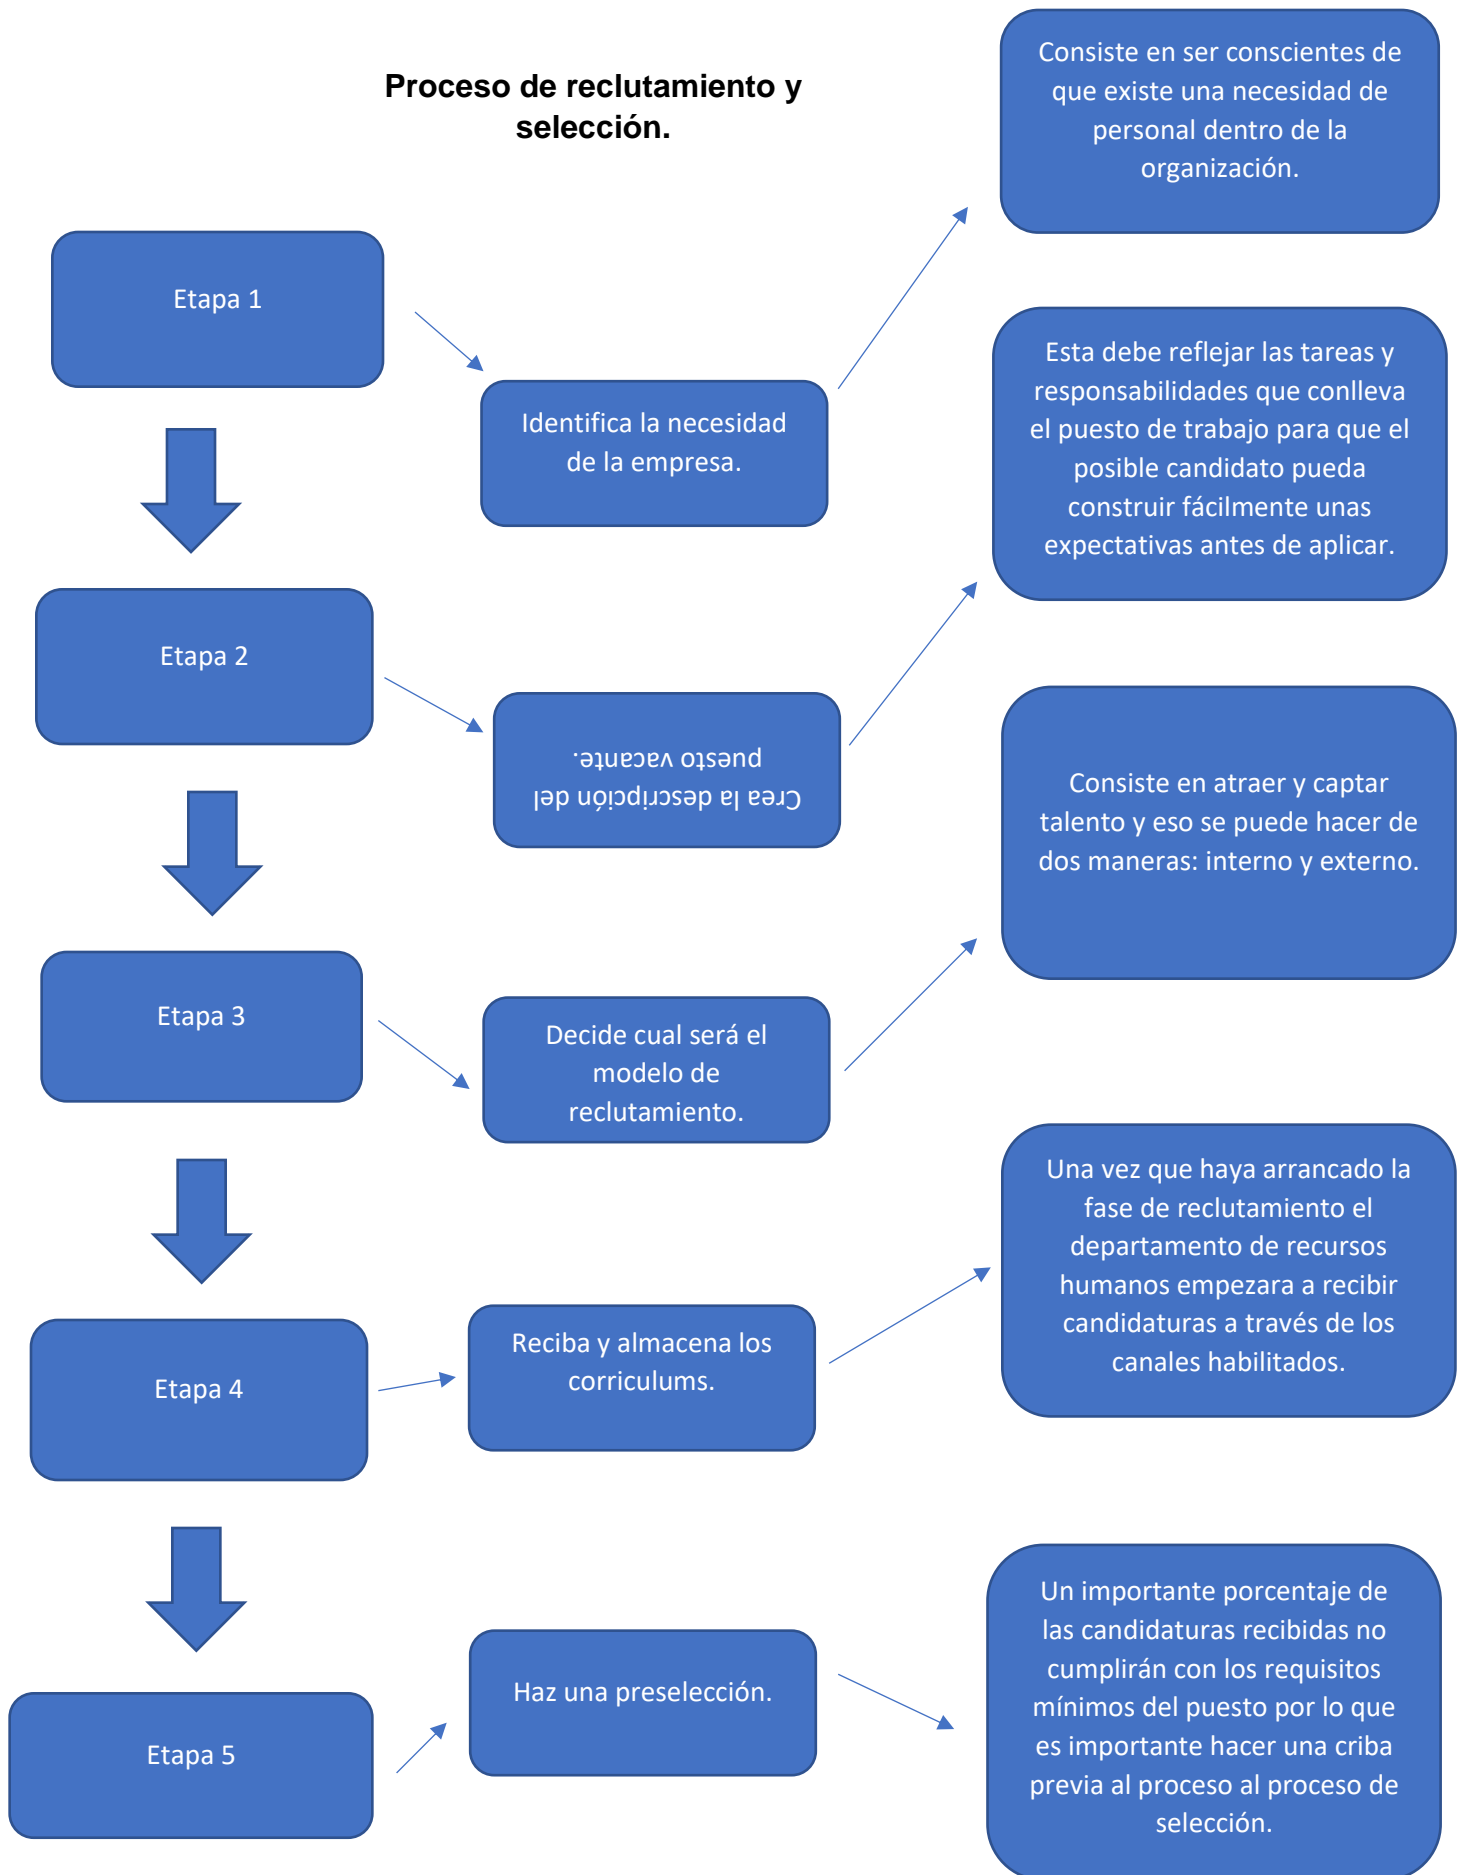 Proceso de reclutamiento y
selección.
Etapa 1
Identifica la necesidad
de la empresa.
Consiste en ser conscientes de
que existe una necesidad de
personal dentro de la
organización.
Etapa 2
Crea la descripción del
puesto vacante.
Esta debe reflejar las tareas y
responsabilidades que conlleva
el puesto de trabajo para que el
posible candidato pueda
construir fácilmente unas
expectativas antes de aplicar.
Etapa 3
Decide cual será el
modelo de
reclutamiento.
Consiste en atraer y captar
talento y eso se puede hacer de
dos maneras: interno y externo.
Etapa 4
Reciba y almacena los
corriculums.
Una vez que haya arrancado la
fase de reclutamiento el
departamento de recursos
humanos empezara a recibir
candidaturas a través de los
canales habilitados.
Etapa 5
Haz una preselección.
Un importante porcentaje de
las candidaturas recibidas no
cumplirán con los requisitos
mínimos del puesto por lo que
es importante hacer una criba
previa al proceso al proceso de
selección.